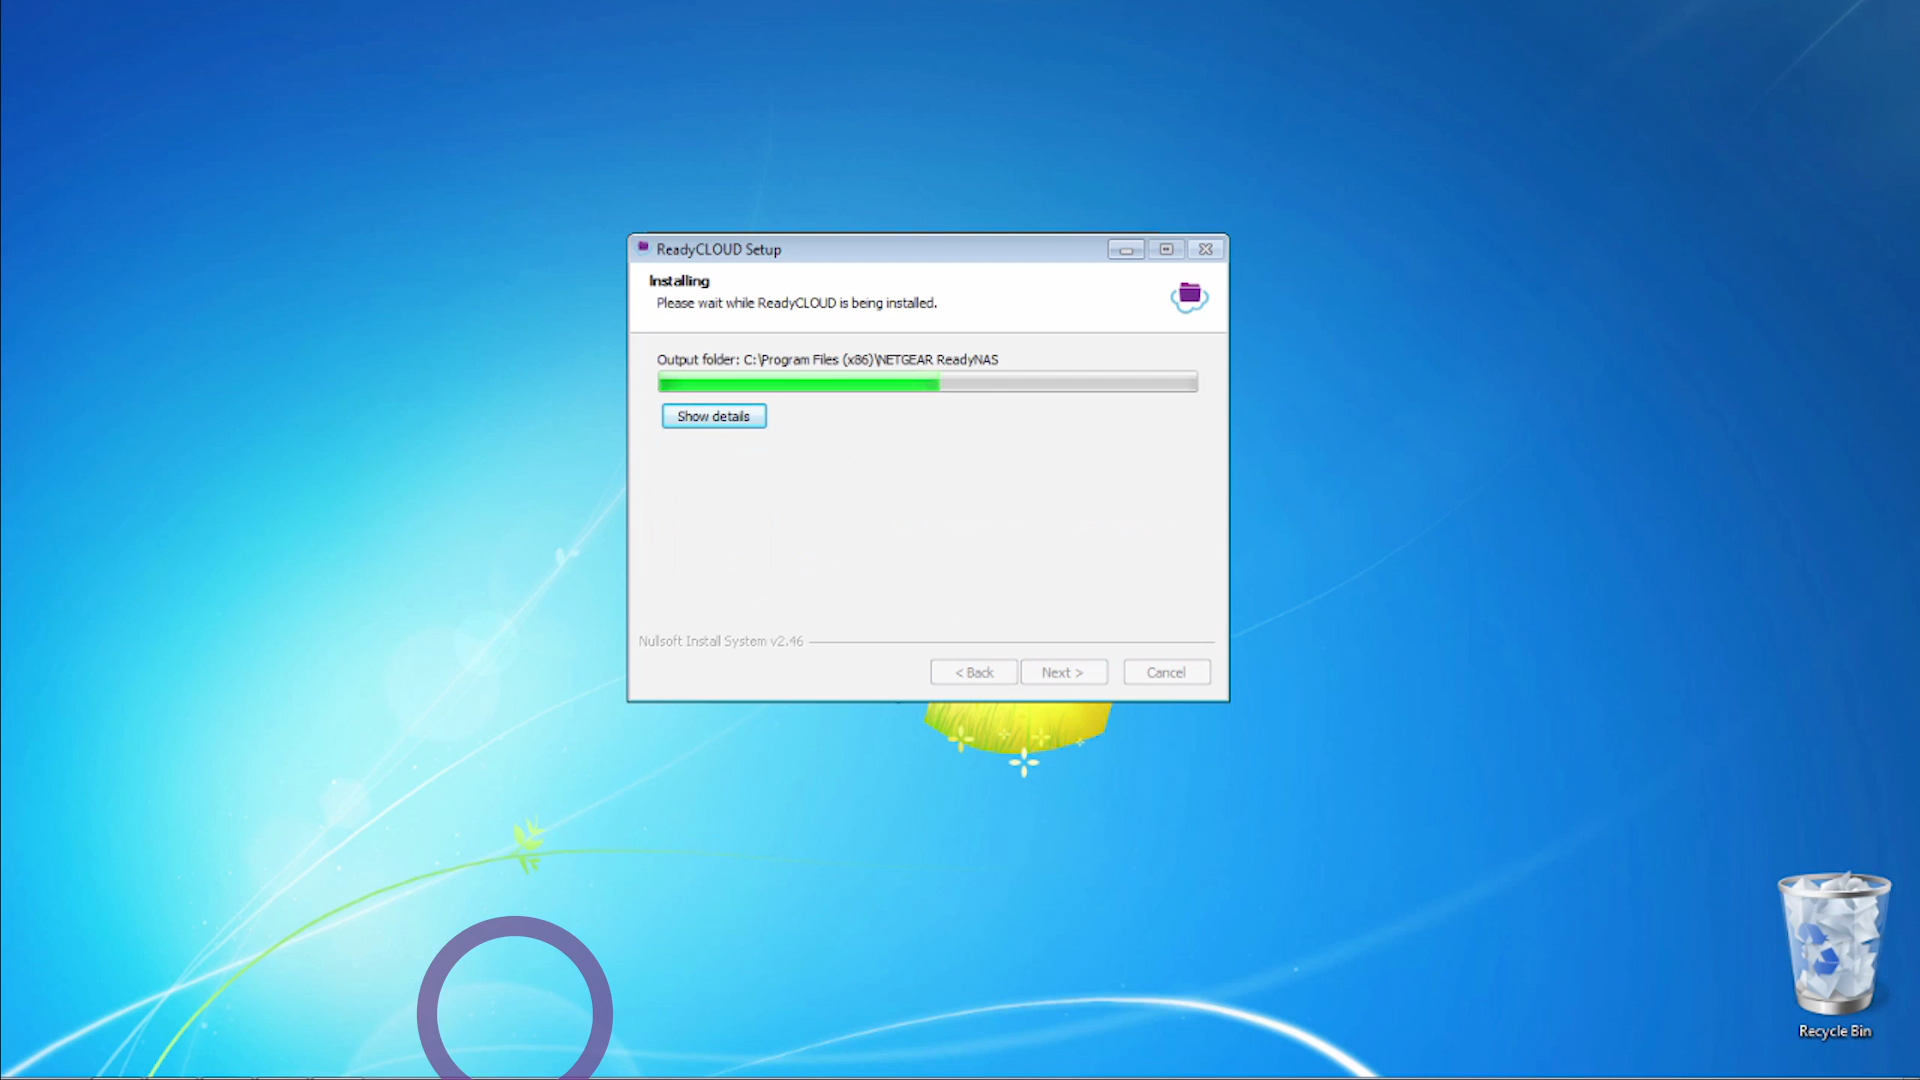 ReadyCLOUD Setup
Installing
Please wait while ReadyCLOUD is being installed.
Output folder: C:\Program Files (x86)\NETGEAR ReadyNAS
Show details
Nullsoft Install System v2.46
< Back Next > Cancel
Recycle Bin